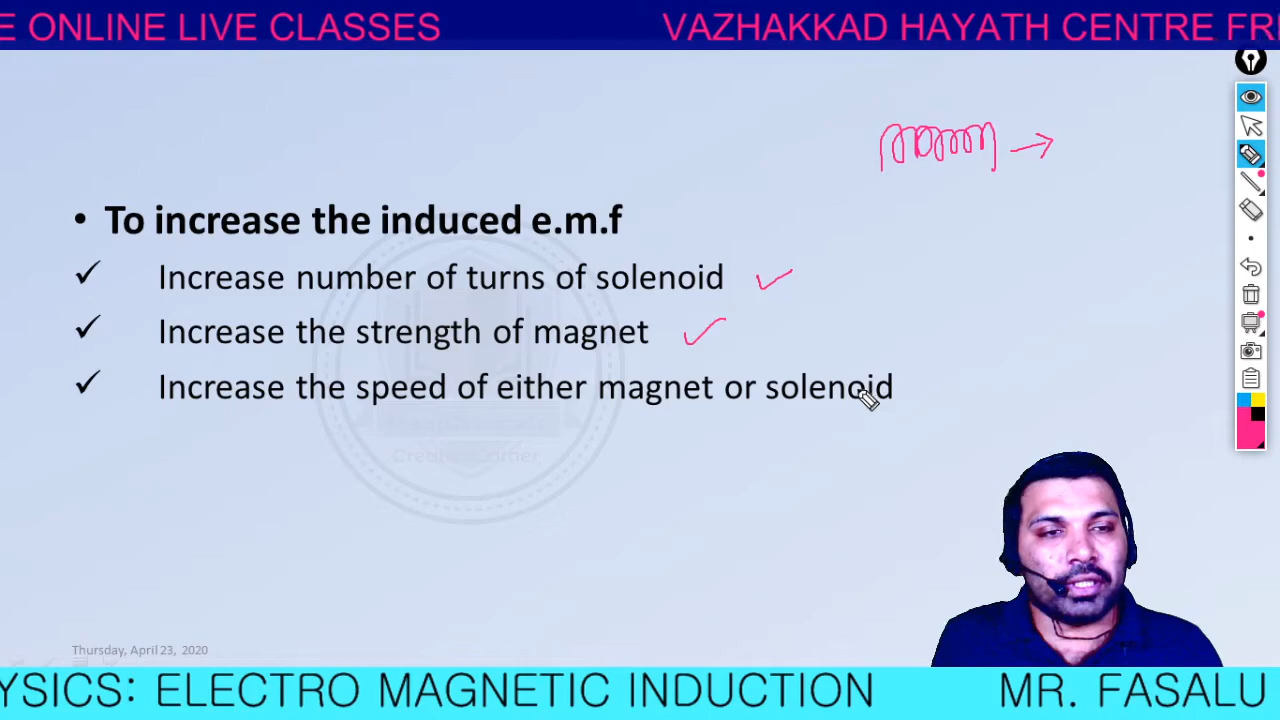 E ONLINE LIVE CLASSES VAZHAKKAD HAYATH CENTRE FRE
• To increase the induced e.m.f
✓ Increase number of turns of solenoid
✓ Increase the strength of magnet
✓ Increase the speed of either magnet or solenoid
Thursday, April 23, 2020
YSICS: ELECTRO MAGNETIC INDUCTION MR. FASALU